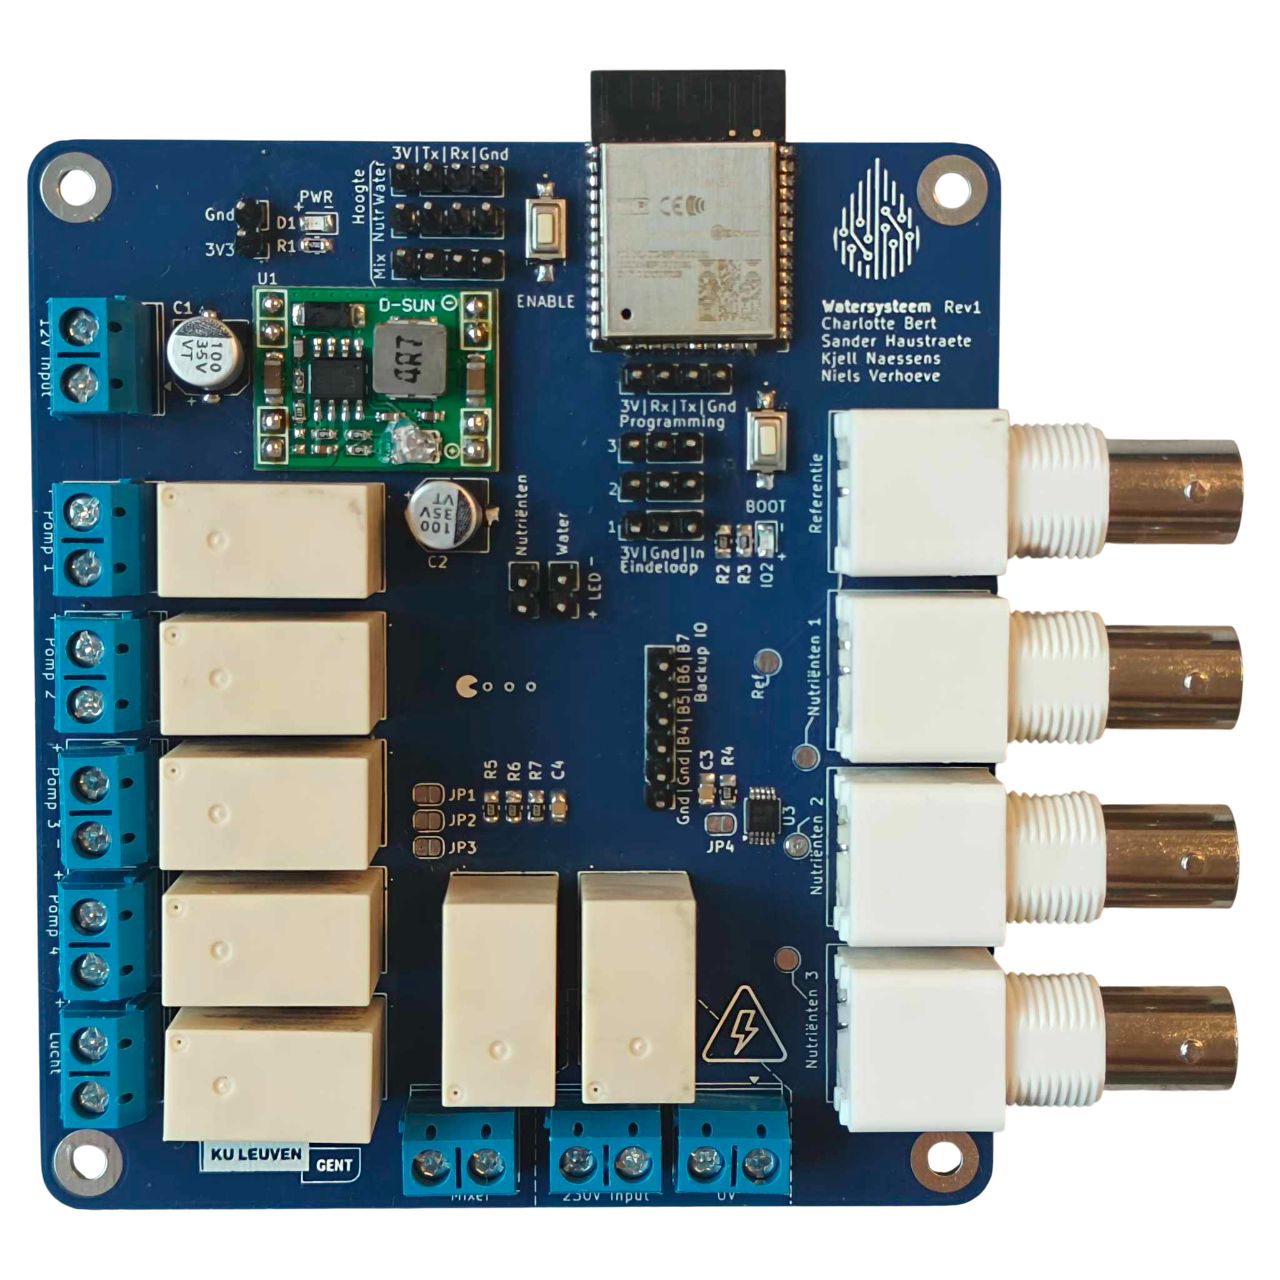 3V|Tx|Rx|Gnd
Hoogte
Water
Nutr
Mix
PWR
+ -
Gnd
D1
3V3
R1
U1
ENABLE
CE
Watersysteem Rev1
Charlotte Bert
Sander Haustraete
Kjell Naessens
Niels Verhoeve
12V Input
C1
100
35V
VT
+
D-SUN
4R7
3V|Rx|Tx|Gnd
Programming
3
2
1
3V|Gnd|In
Eindeloop
BOOT
R2
R3
IO2
- +
Referentie
Pomp 1
100
35V
VT
C2
Nutriënten
Water
+ LED -
Pomp 2
Gnd|Gnd|B4|B5|B6|B7
Backup IO
Ref
Nutriënten 1
Pomp 3
JP1
JP2
JP3
R5
R6
R7
C4
C3
R4
JP4
U3
Nutriënten 2
Pomp 4
Nutriënten 3
Lucht
KU LEUVEN
GENT
Mixer
230V Input
UV